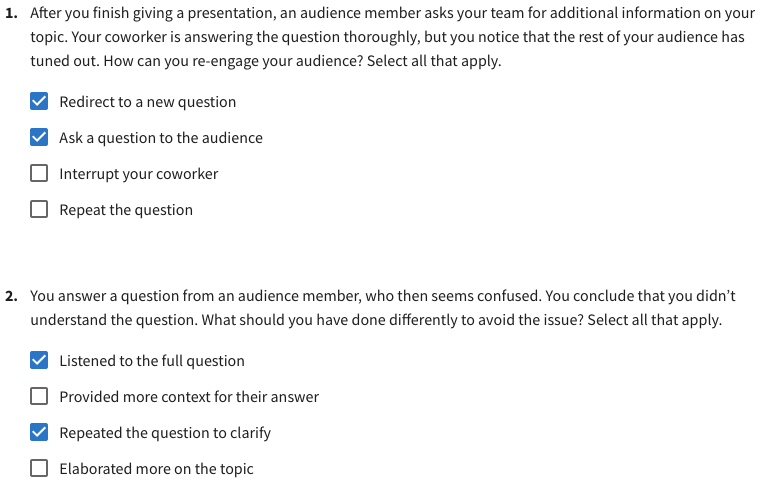 1. After you finish giving a presentation, an audience member asks your team for additional information on your
topic. Your coworker is answering the question thoroughly, but you notice that the rest of your audience has
tuned out. How can you re-engage your audience? Select all that apply.
Redirect to a new question
Ask a question to the audience
Interrupt your coworker
Repeat the question
2. You answer a question from an audience member, who then seems confused. You conclude that you didn’t
understand the question. What should you have done differently to avoid the issue? Select all that apply.
Listened to the full question
Provided more context for their answer
Repeated the question to clarify
Elaborated more on the topic